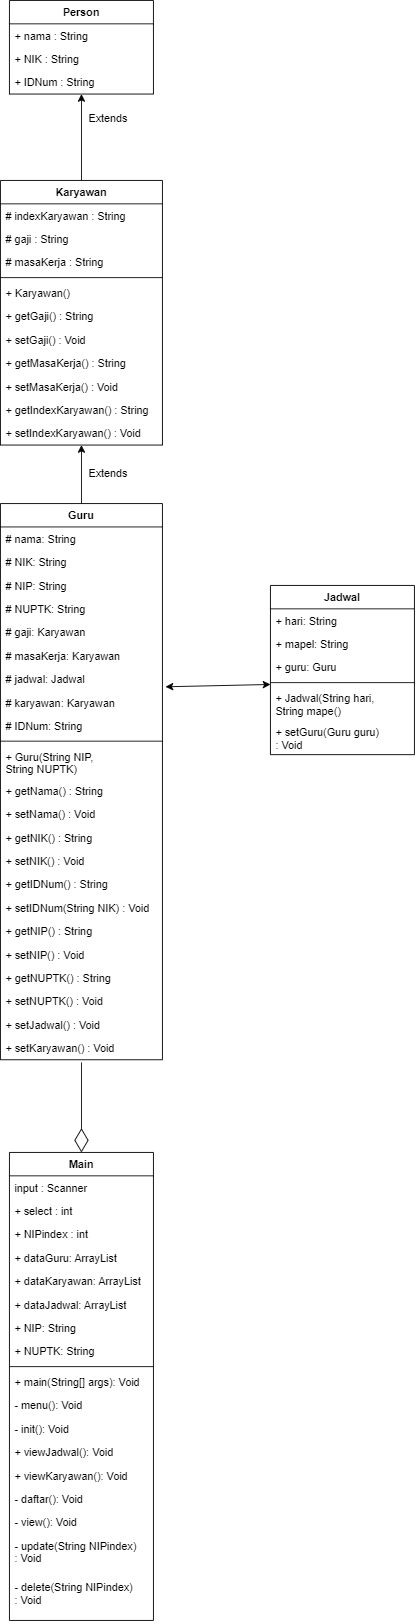 Person
+ nama : String
+ NIK : String
+ IDNum : String
Extends
Karyawan
# indexKaryawan : String
# gaji : String
# masaKerja : String
+ Karyawan()
+ getGaji() : String
+ setGaji() : Void
+ getMasaKerja() : String
+ setMasaKerja() : Void
+ getIndexKaryawan() : String
+ setIndexKaryawan() : Void
Extends
Guru
# nama: String
# NIK: String
# NIP: String
# NUPTK: String
# gaji: Karyawan
# masaKerja: Karyawan
# jadwal: Jadwal
# karyawan: Karyawan
# IDNum: String
+ Guru(String NIP,
String NUPTK)
+ getNama() : String
+ setNama() : Void
+ getNIK() : String
+ setNIK() : Void
+ getIDNum() : String
+ setIDNum(String NIK) : Void
+ getNIP() : String
+ setNIP() : Void
+ getNUPTK() : String
+ setNUPTK() : Void
+ setJadwal() : Void
+ setKaryawan() : Void
Jadwal
+ hari: String
+ mapel: String
+ guru: Guru
+ Jadwal(String hari,
String mape()
+ setGuru(Guru guru)
: Void
Main
input : Scanner
+ select : int
+ NIPindex : int
+ dataGuru: ArrayList
+ dataKaryawan: ArrayList
+ dataJadwal: ArrayList
+ NIP: String
+ NUPTK: String
+ main(String[] args): Void
- menu(): Void
- init(): Void
+ viewJadwal(): Void
+ viewKaryawan(): Void
- daftar(): Void
- view(): Void
- update(String NIPindex)
: Void
- delete(String NIPindex)
: Void